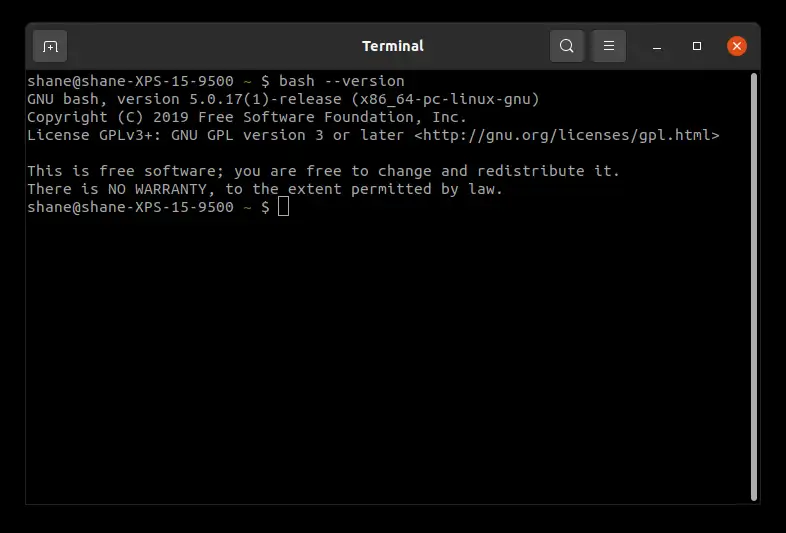 Terminal
shane@shane-XPS-15-9500 ~ $ bash --version
GNU bash, version 5.0.17(1)-release (x86_64-pc-linux-gnu)
Copyright (C) 2019 Free Software Foundation, Inc.
License GPLv3+: GNU GPL version 3 or later <http://gnu.org/licenses/gpl.html>

This is free software; you are free to change and redistribute it.
There is NO WARRANTY, to the extent permitted by law.
shane@shane-XPS-15-9500 ~ $